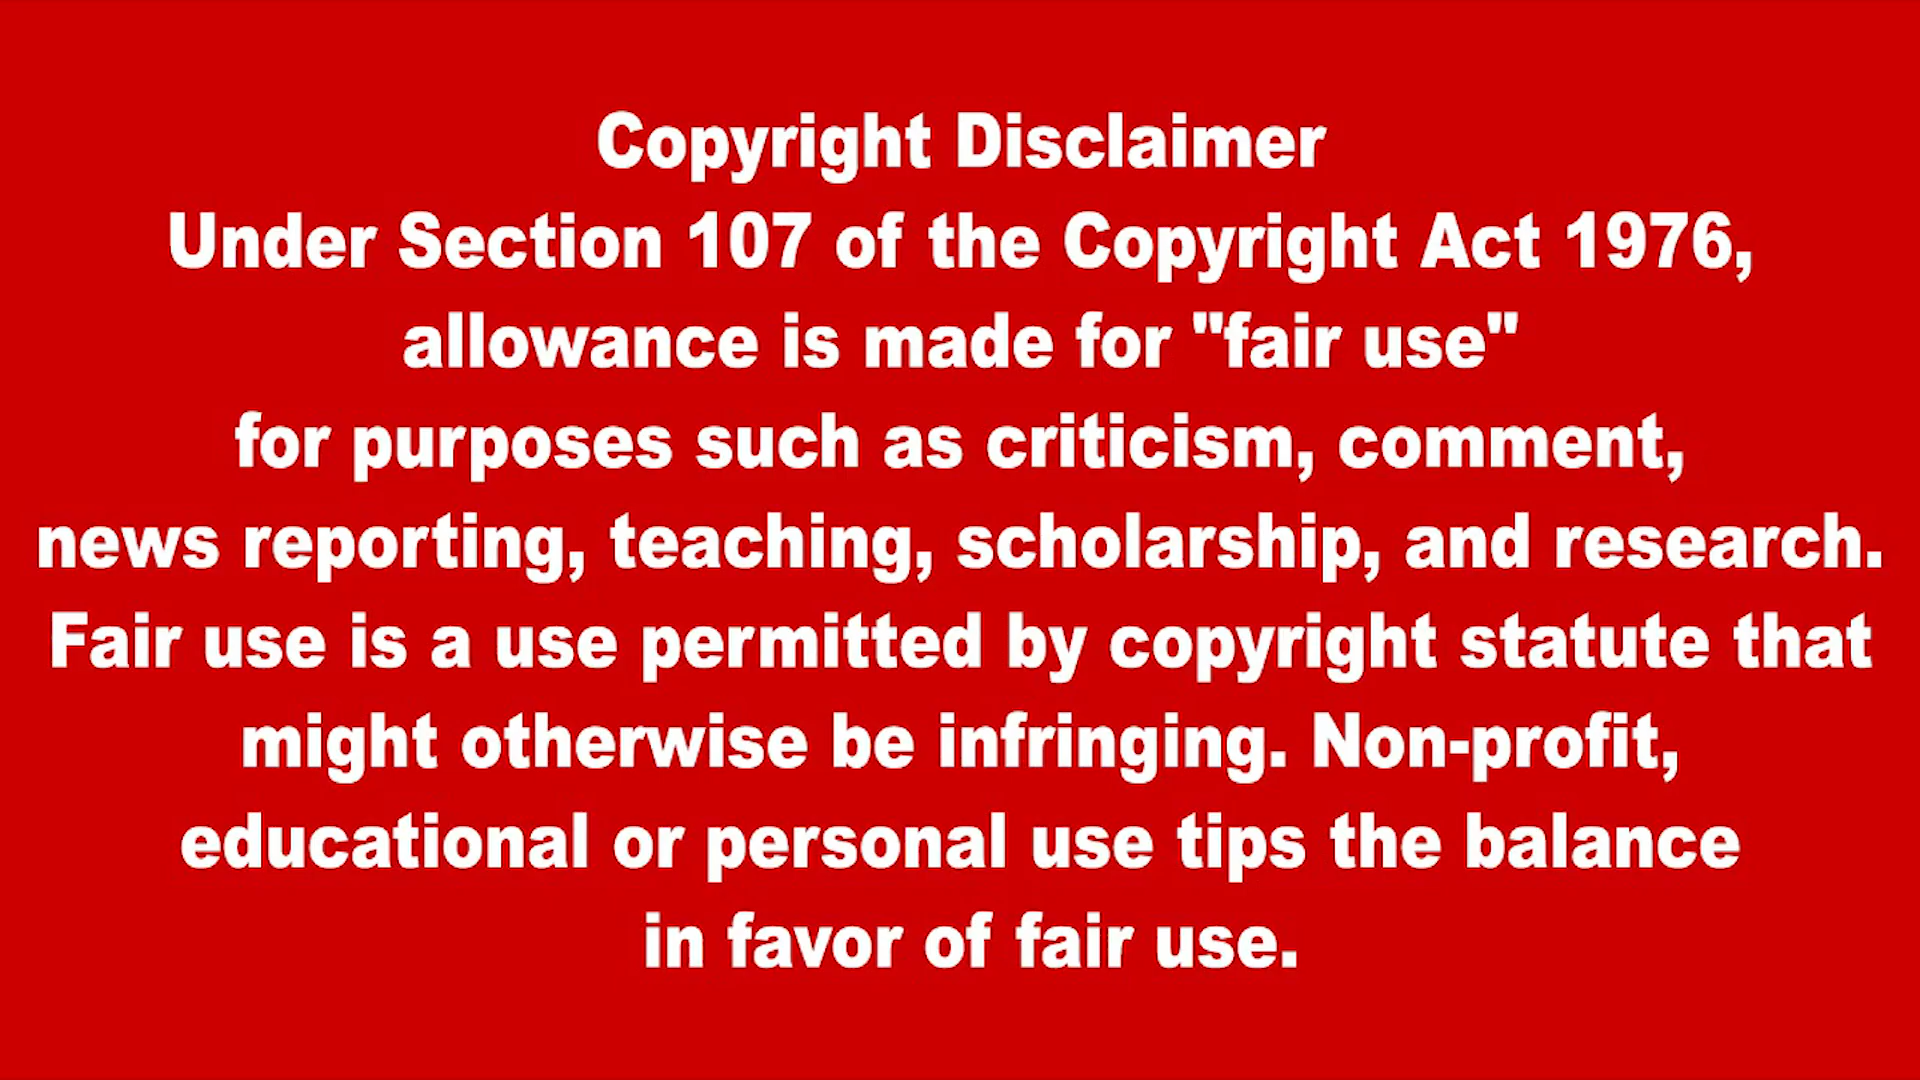 Copyright Disclaimer
Under Section 107 of the Copyright Act 1976,
allowance is made for "fair use"
for purposes such as criticism, comment,
news reporting, teaching, scholarship, and research.
Fair use is a use permitted by copyright statute that
might otherwise be infringing. Non-profit,
educational or personal use tips the balance
in favor of fair use.